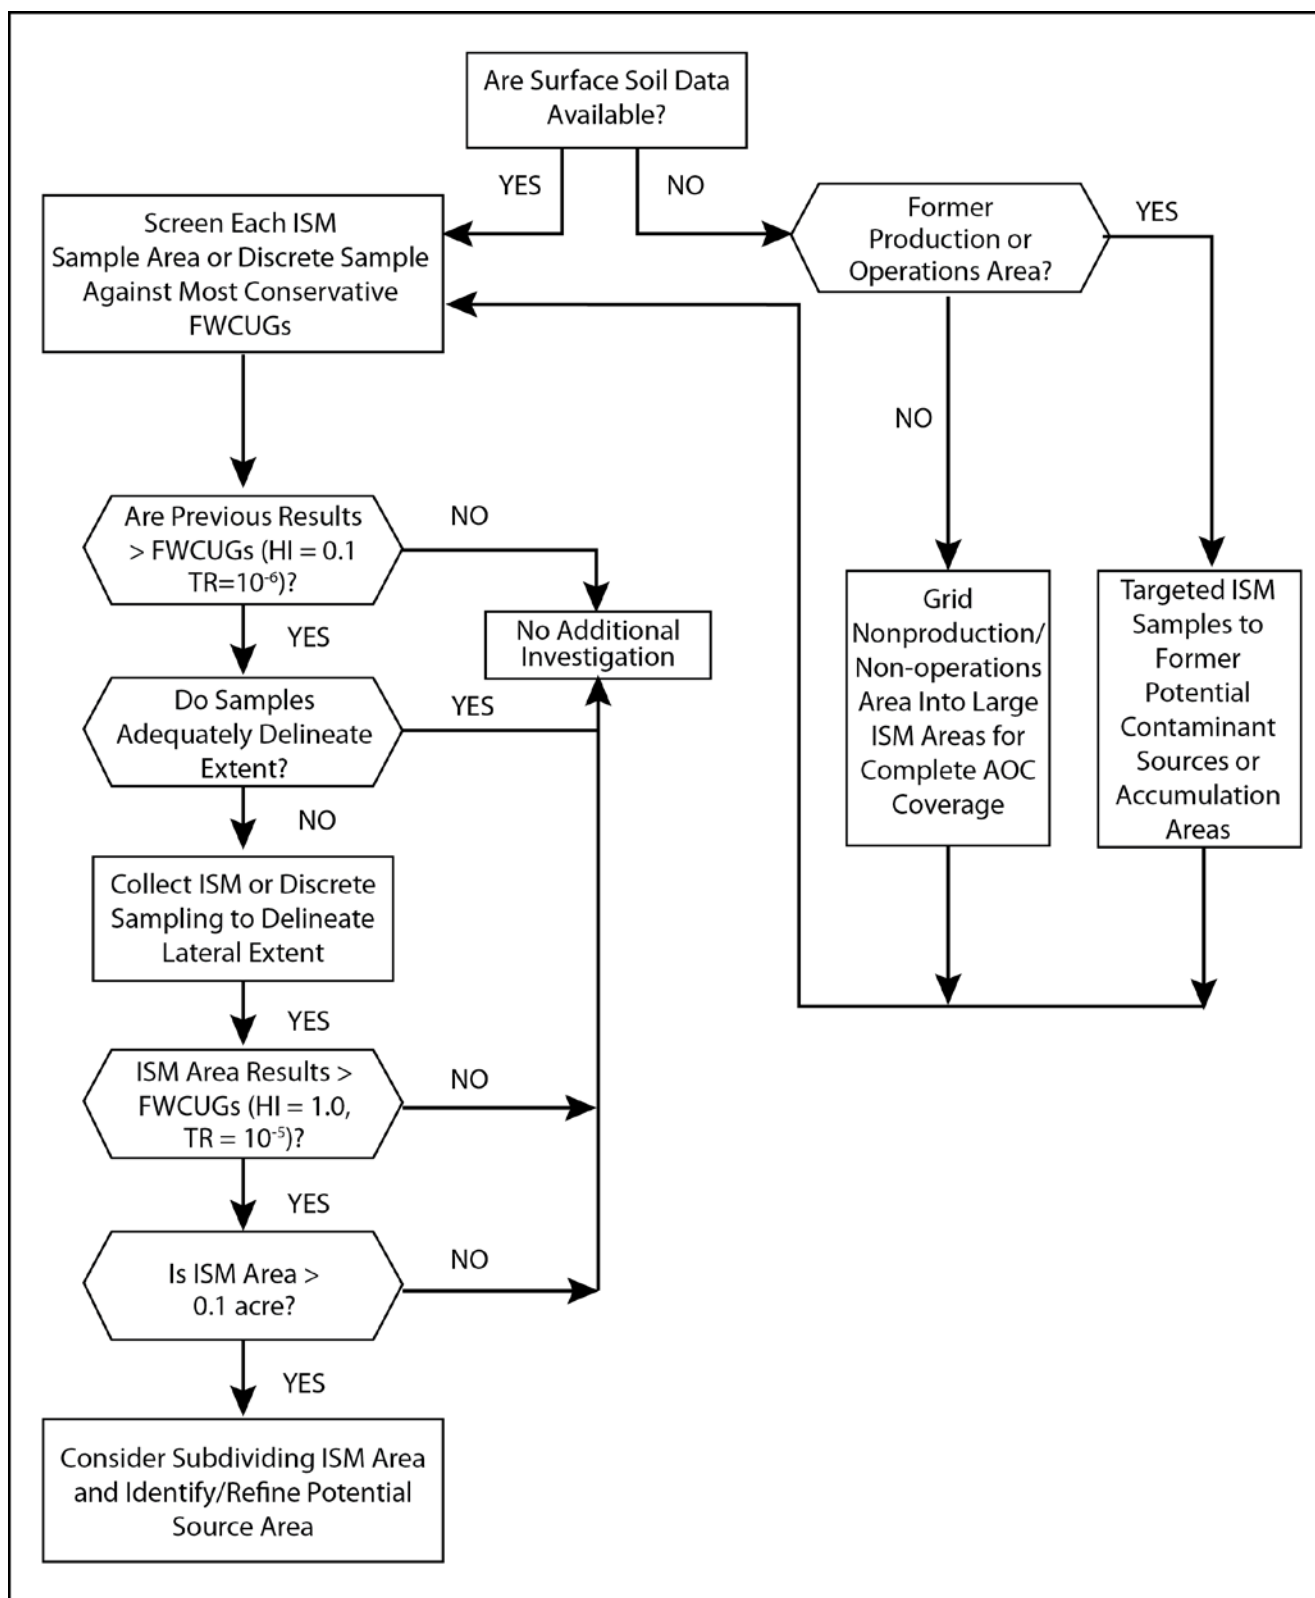 Are Surface Soil Data
Available?
YES
NO
Screen Each ISM
Sample Area or Discrete Sample
Against Most Conservative
FWCUGs
Former
Production or
Operations Area?
YES
NO
Are Previous Results
> FWCUGs (HI = 0.1
TR=10⁻⁶)?
NO
YES
No Additional
Investigation
Grid
Nonproduction/
Non-operations
Area Into Large
ISM Areas for
Complete AOC
Coverage
Targeted ISM
Samples to
Former
Potential
Contaminant
Sources or
Accumulation
Areas
Do Samples
Adequately Delineate
Extent?
YES
NO
Collect ISM or Discrete
Sampling to Delineate
Lateral Extent
YES
ISM Area Results >
FWCUGs (HI = 1.0,
TR = 10⁻⁵)?
NO
YES
Is ISM Area >
0.1 acre?
NO
YES
Consider Subdividing ISM Area
and Identify/Refine Potential
Source Area